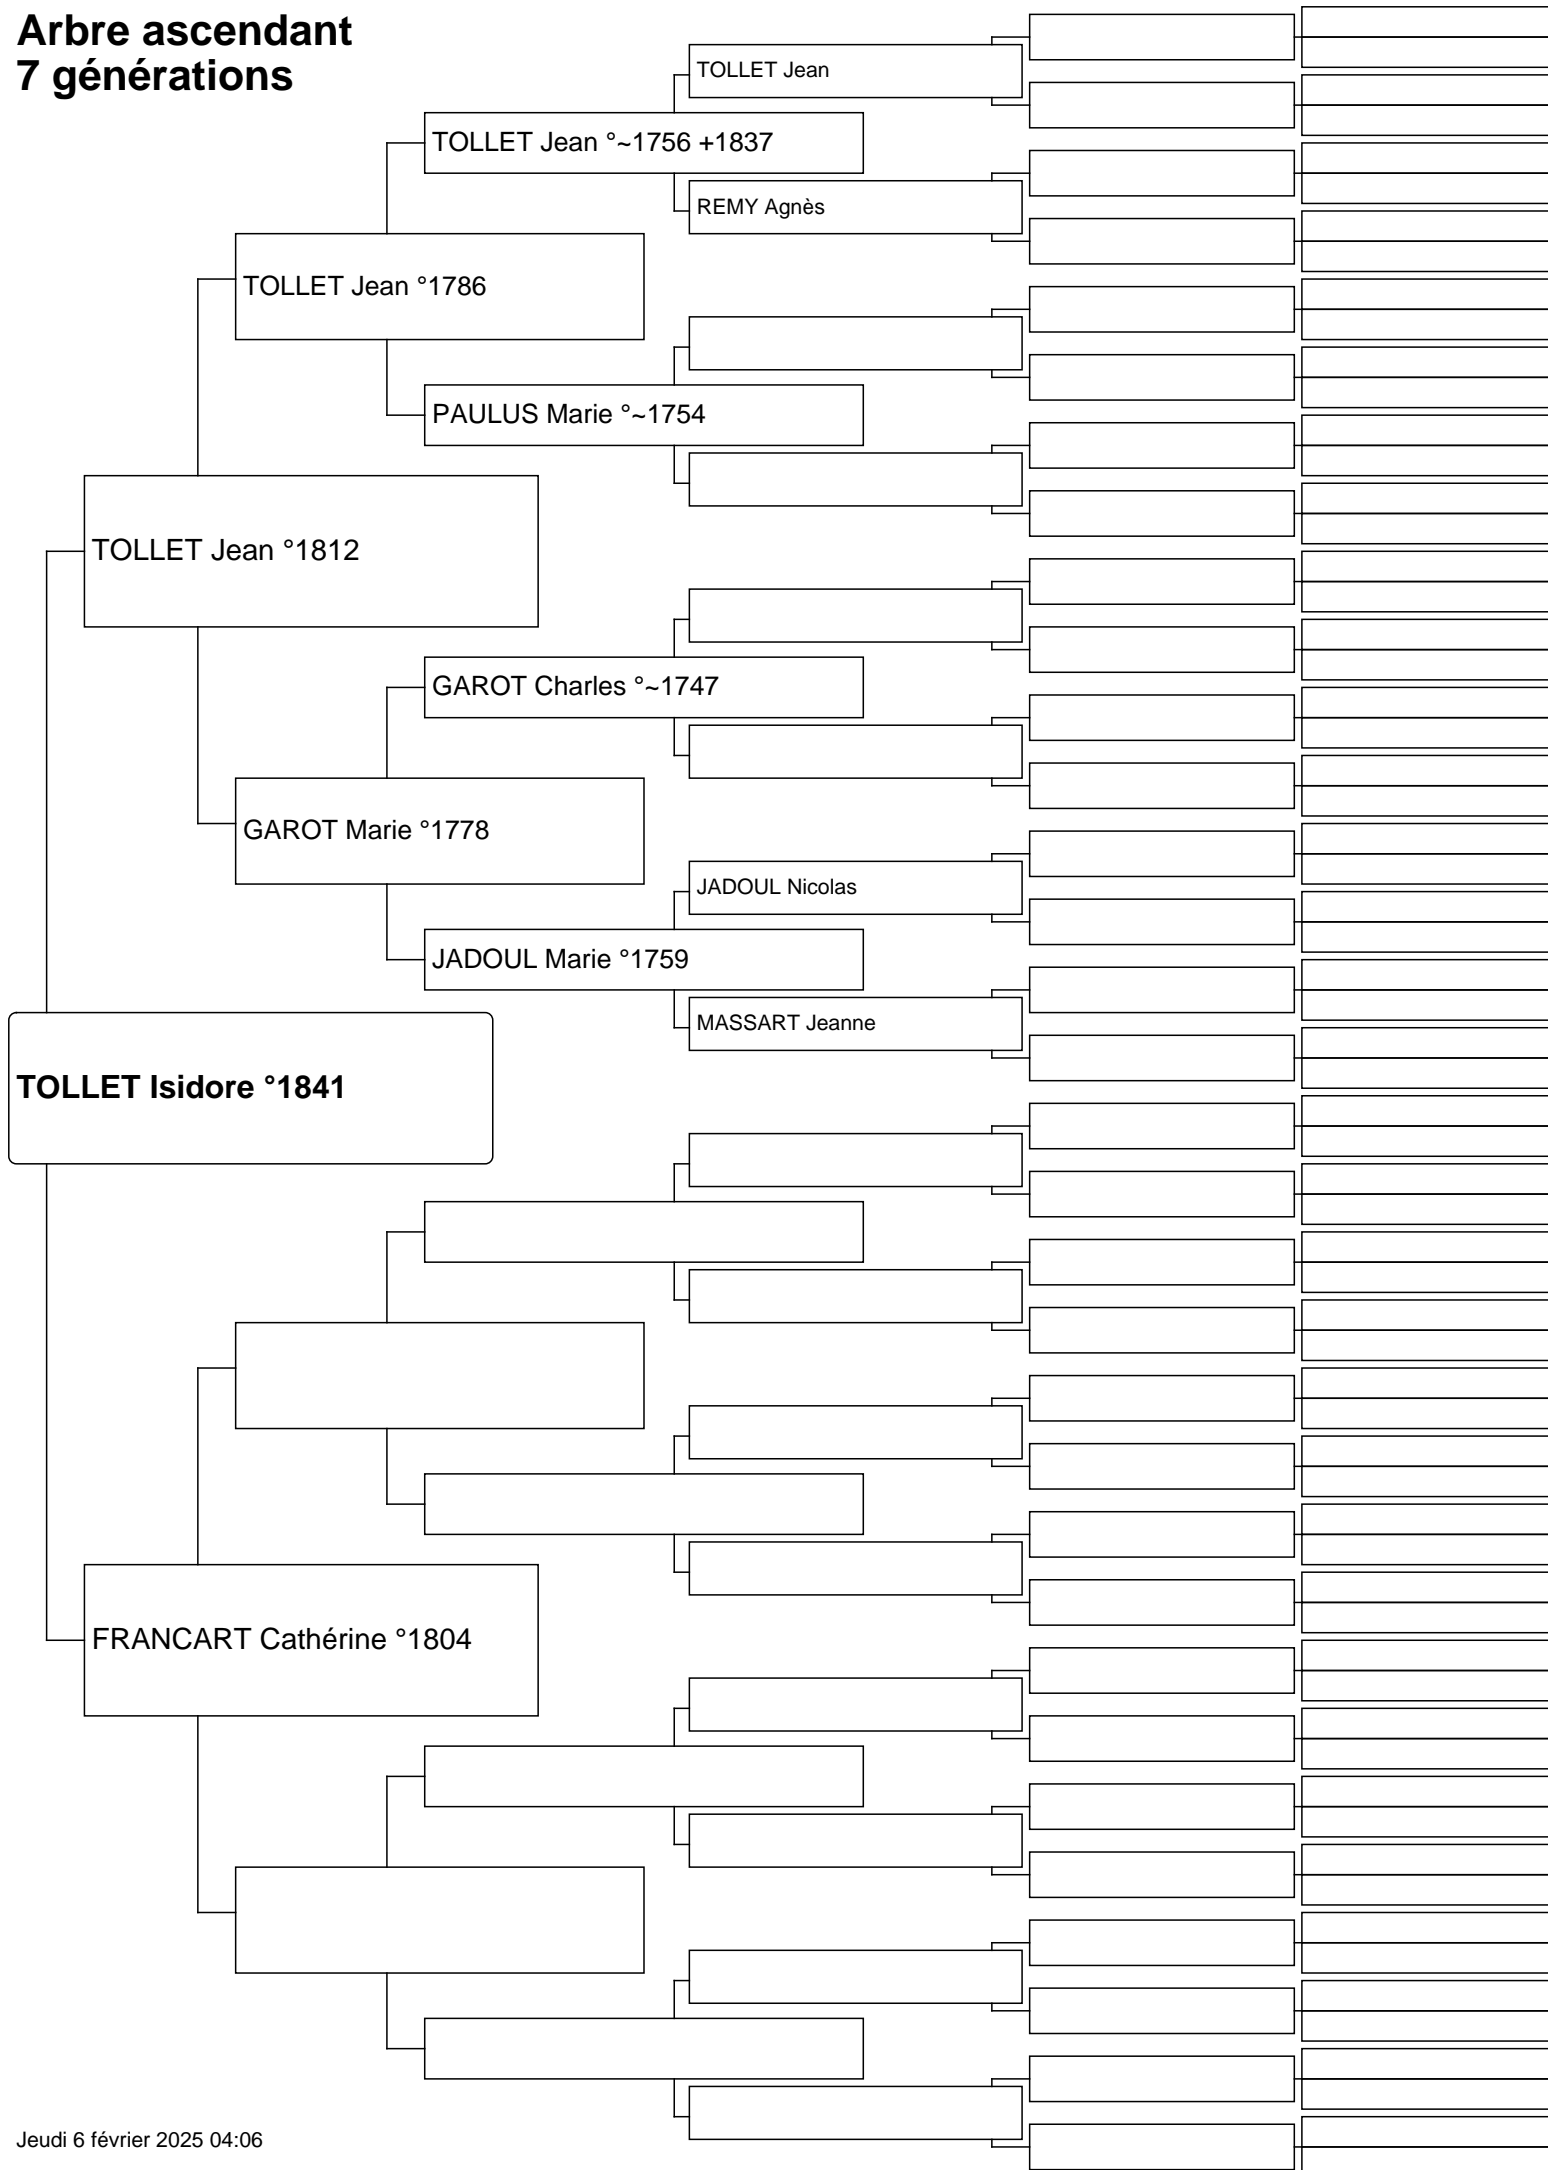 Arbre ascendant
7 générations
TOLLET Jean
TOLLET Jean °~1756 +1837
REMY Agnès
TOLLET Jean °1786
PAULUS Marie °~1754
TOLLET Jean °1812
GAROT Charles °~1747
GAROT Marie °1778
JADOUL Nicolas
JADOUL Marie °1759
MASSART Jeanne
TOLLET Isidore °1841
FRANCART Cathérine °1804
Jeudi 6 février 2025 04:06